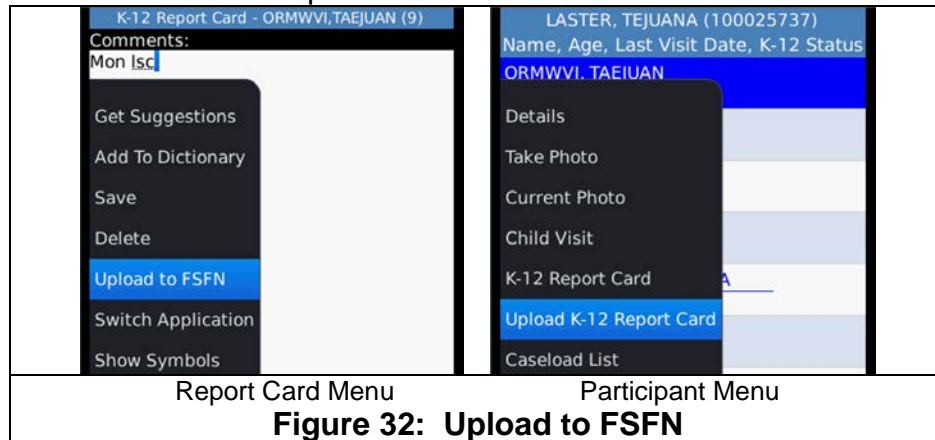 K-12 Report Card - ORMWVI,TAEJUAN (9)
Comments:
Mon lsc
Get Suggestions
Add To Dictionary
Save
Delete
Upload to FSFN
Switch Application
Show Symbols
LASTER, TEJUANA (100025737)
Name, Age, Last Visit Date, K-12 Status
ORMWVI, TAEJUAN
Details
Take Photo
Current Photo
Child Visit
K-12 Report Card
A
Upload K-12 Report Card
Caseload List
Report Card Menu
Participant Menu
Figure 32: Upload to FSFN